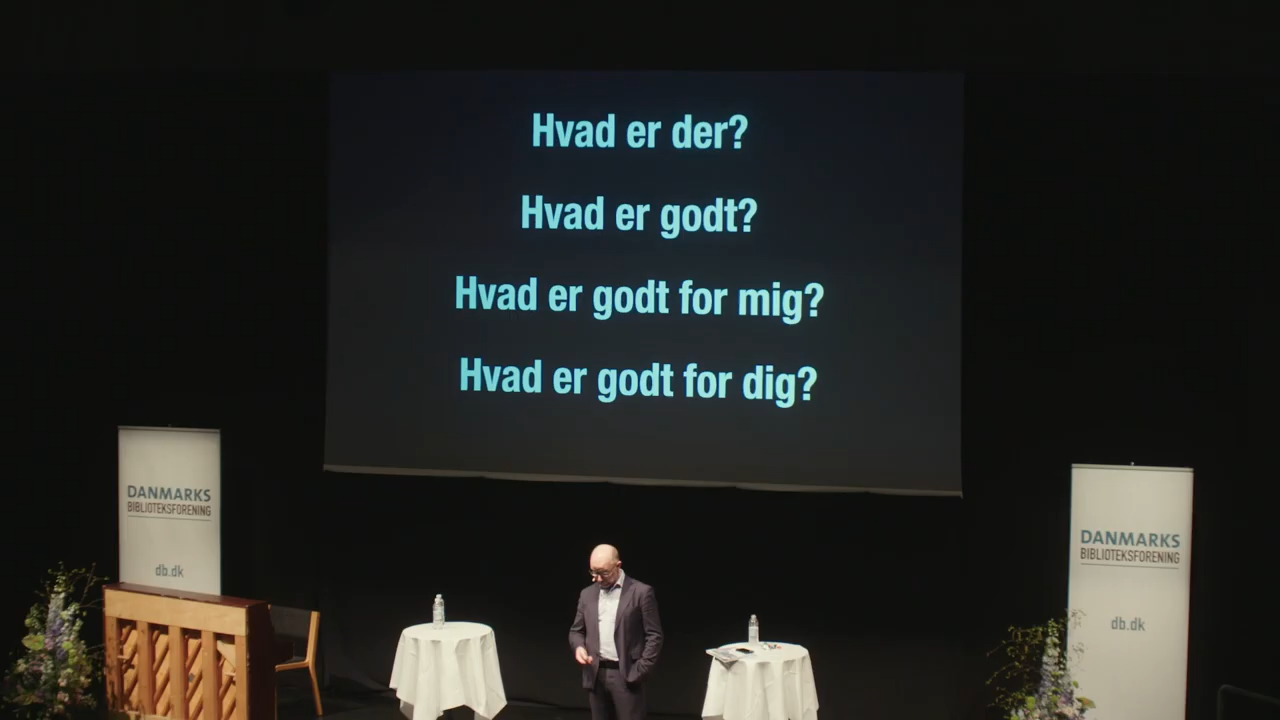 Hvad er der?
Hvad er godt?
Hvad er godt for mig?
Hvad er godt for dig?
DANMARKS
BIBLIOTEKSFORENING
db.dk
DANMARKS
BIBLIOTEKSFORENING
db.dk